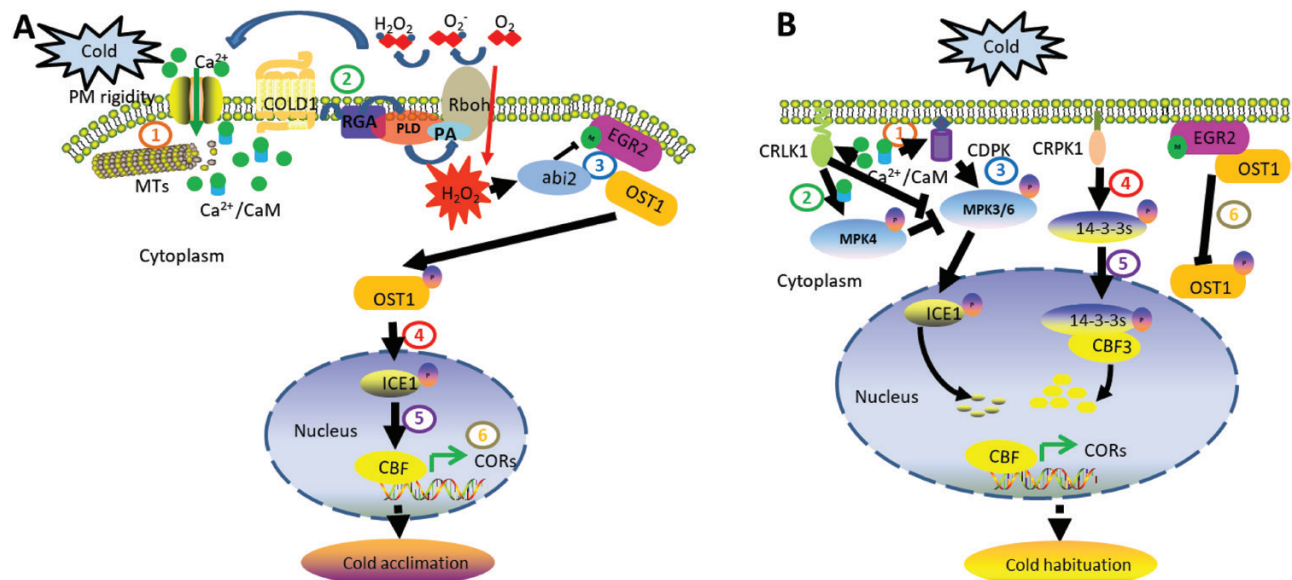 A
Cold
PM rigidity
Ca²⁺
1
MTs
Ca²⁺/CaM
COLD1
2
H₂O₂
O₂⁻
O₂
RGA
PLD
PA
Rboh
H₂O₂
abi2
M
EGR2
3
OST1
Cytoplasm
OST1
P
4
ICE1
P
5
Nucleus
6
CBF
CORs
Cold acclimation
B
Cold
CRLK1
1
Ca²⁺/CaM
CDPK
2
3
MPK4
P
MPK3/6
P
CRPK1
4
14-3-3s
P
5
M
EGR2
OST1
6
OST1
P
Cytoplasm
ICE1
P
14-3-3s
P
CBF3
Nucleus
CBF
CORs
Cold habituation